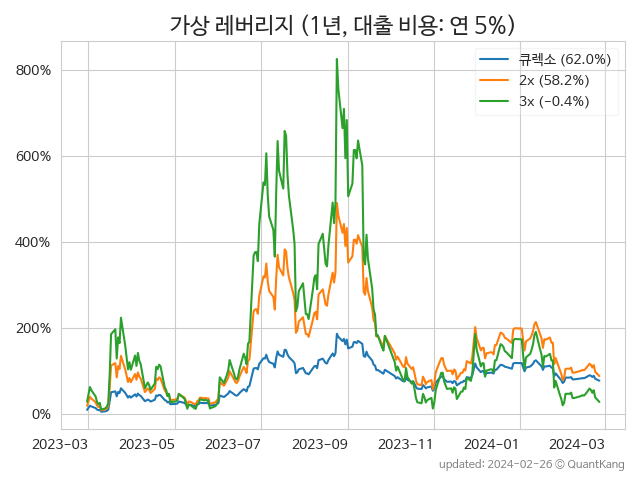 가상 레버리지 (1년, 대출 비용: 연 5%)
큐렉소 (62.0%)
2x (58.2%)
3x (−0.4%)
800%
600%
400%
200%
0%
2023-03
2023-05
2023-07
2023-09
2023-11
2024-01
2024-03
updated: 2024-02-26 © QuantKang